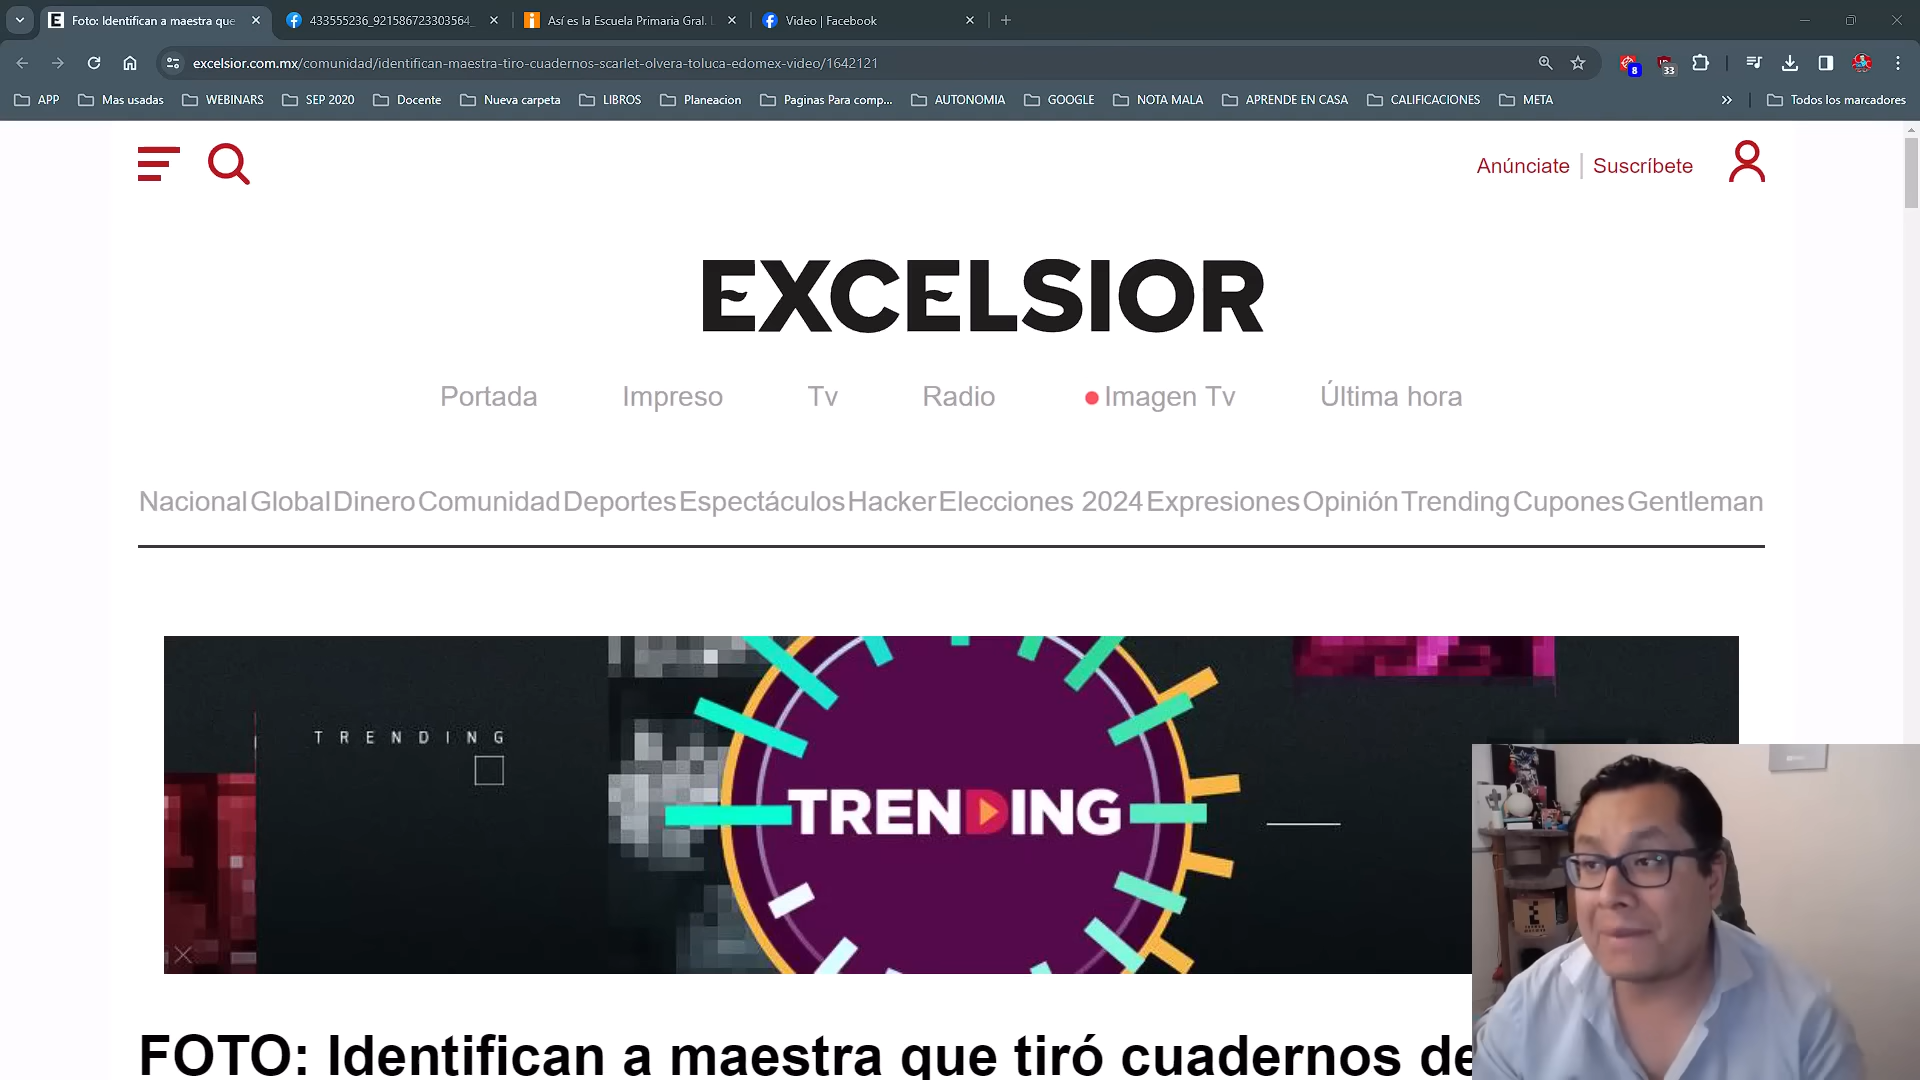 Foto: Identifican a maestra que
433555236_921586723303564_
Así es la Escuela Primaria Gral.
Video | Facebook
excelsior.com.mx/comunidad/identifican-maestra-tiro-cuadernos-scarlet-olvera-toluca-edomex-video/1642121
8
33
APP
Mas usadas
WEBINARS
SEP 2020
Docente
Nueva carpeta
LIBROS
Planeacion
Paginas Para comp...
AUTONOMIA
GOOGLE
NOTA MALA
APRENDE EN CASA
CALIFICACIONES
META
Todos los marcadores
Anúnciate | Suscríbete
EXCELSIOR
Portada Impreso Tv Radio Imagen Tv Última hora
Nacional Global Dinero Comunidad Deportes Espectáculos Hacker Elecciones 2024 Expresiones Opinión Trending Cupones Gentleman
TRENDING
TRENDING
FOTO: Identifican a maestra que tiró cuadernos de